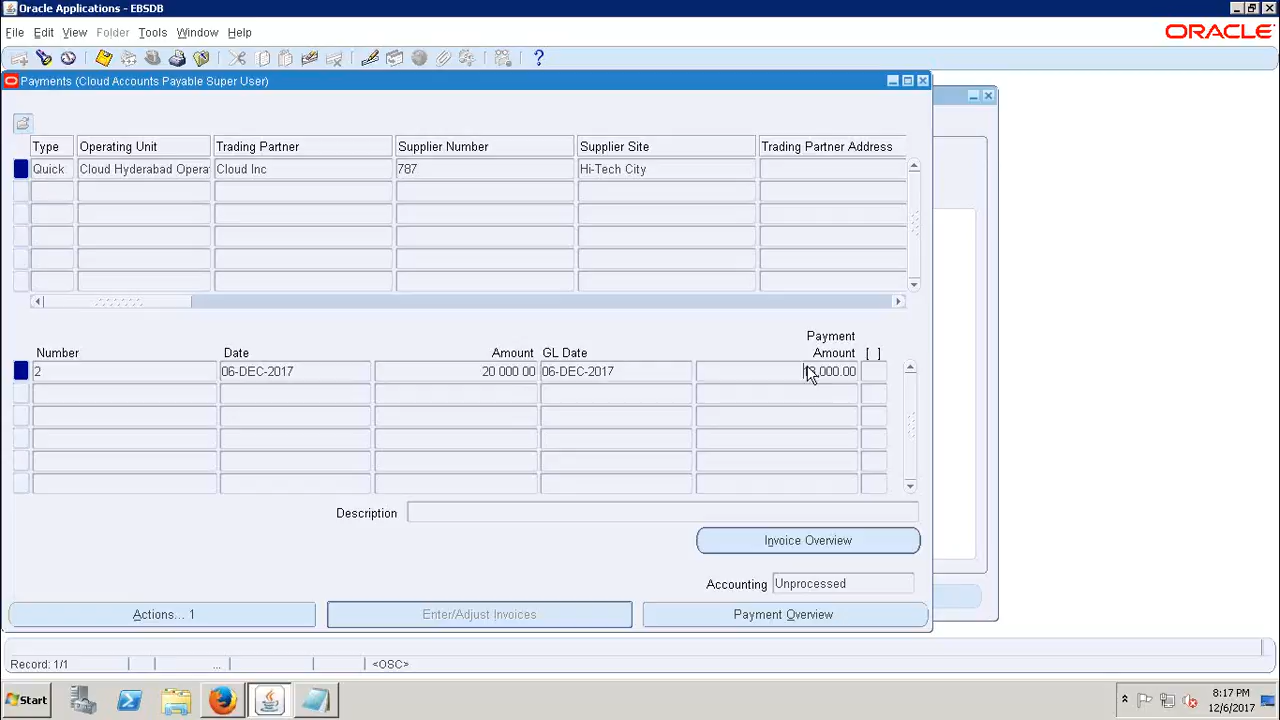 Oracle Applications - EBSDB
File Edit View Folder Tools Window Help
ORACLE
Payments (Cloud Accounts Payable Super User)
Type Operating Unit Trading Partner Supplier Number Supplier Site Trading Partner Address
Quick Cloud Hyderabad Opera Cloud Inc 787 Hi-Tech City
Payment
Number Date Amount GL Date Amount [ ]
2 06-DEC-2017 20 000 00 06-DEC-2017 000.00
Description
Invoice Overview
Accounting Unprocessed
Actions... 1 Enter/Adjust Invoices Payment Overview
Record: 1/1 ... <OSC>
Start 8:17 PM
12/6/2017